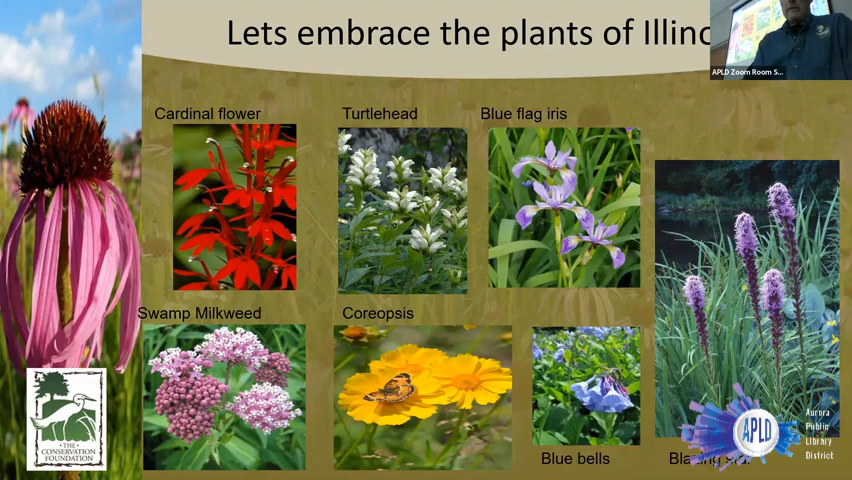 Lets embrace the plants of
APLD Zoom Room S...
Cardinal flower
Turtlehead
Blue flag iris
Swamp Milkweed
Coreopsis
Blue bells
THE
CONSERVATION
FOUNDATION
APLD
Aurora
Public
Library
District